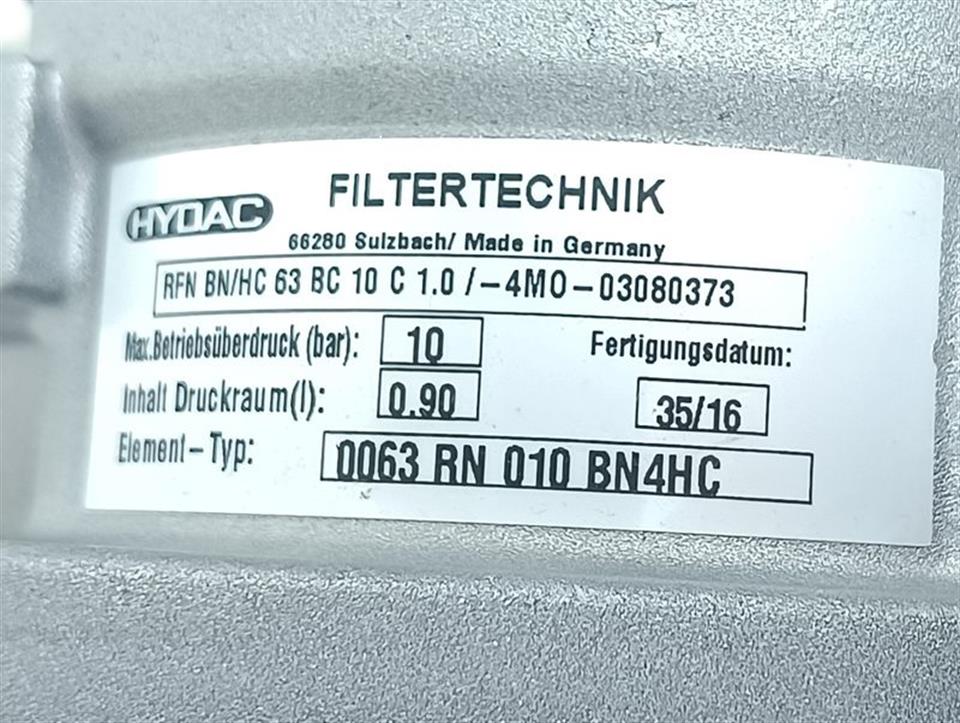 HYDAC
FILTERTECHNIK
66280 Sulzbach/ Made in Germany
RFN BN/HC 63 BC 10 C 1.0 /-4MO-03080373
Max.Betriebsüberdruck (bar): 10
Fertigungsdatum:
Inhalt Druckraum(l): 0.90
35/16
Element-Typ: 0063 RN 010 BN4HC